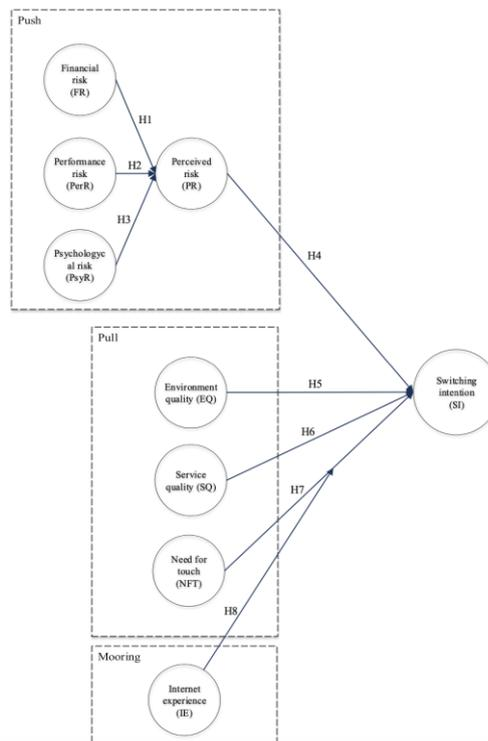 Push
Financial
risk
(FR)
H1
Performance
risk
(PerR)
H2
Perceived
risk
(PR)
H3
Psychologyc
al risk
(PsyR)
H4
Pull
Environment
quality (EQ)
H5
Switching
intention
(SI)
H6
Service
quality (SQ)
H7
Need for
touch
(NFT)
H8
Mooring
Internet
experience
(IE)